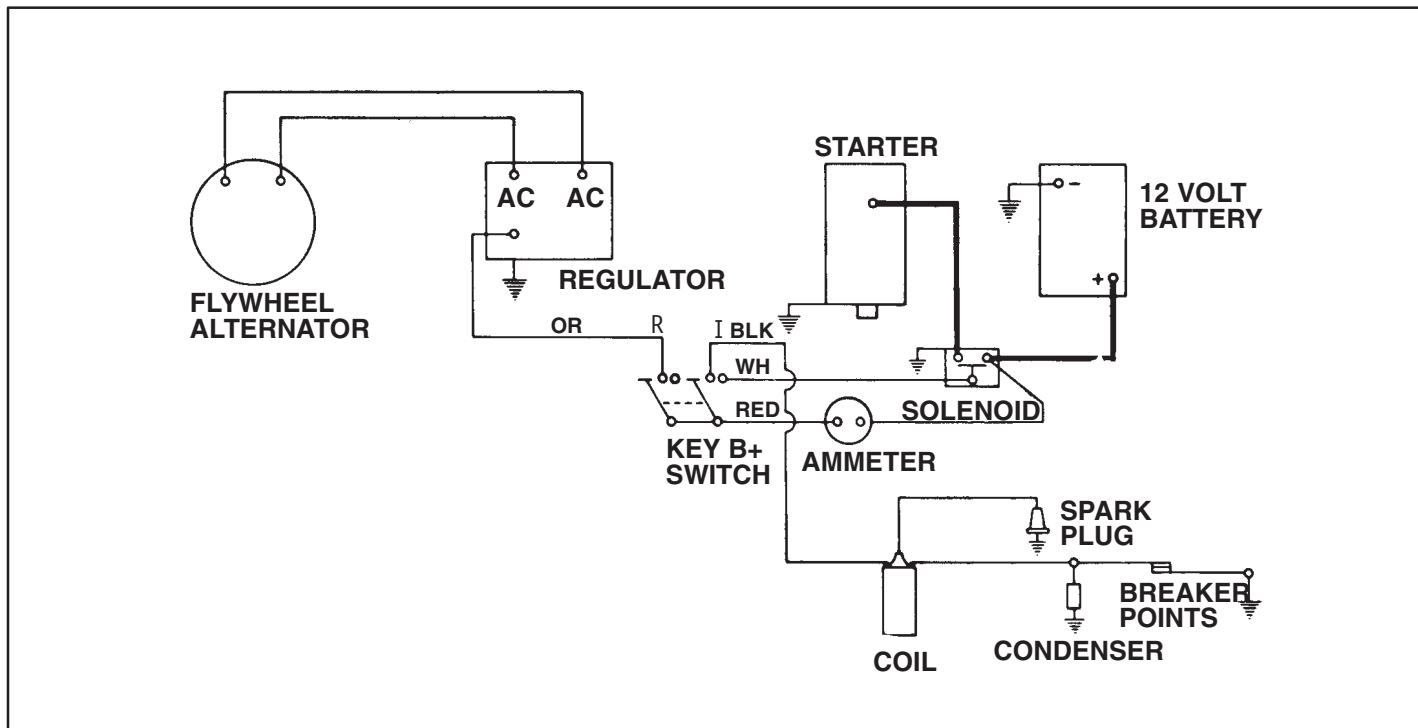 STARTER
12 VOLT
BATTERY
AC AC
REGULATOR
FLYWHEEL
ALTERNATOR
-
+
OR
R
I BLK
WH
RED
SOLENOID
KEY B+
SWITCH
AMMETER
SPARK
PLUG
BREAKER
POINTS
CONDENSER
COIL